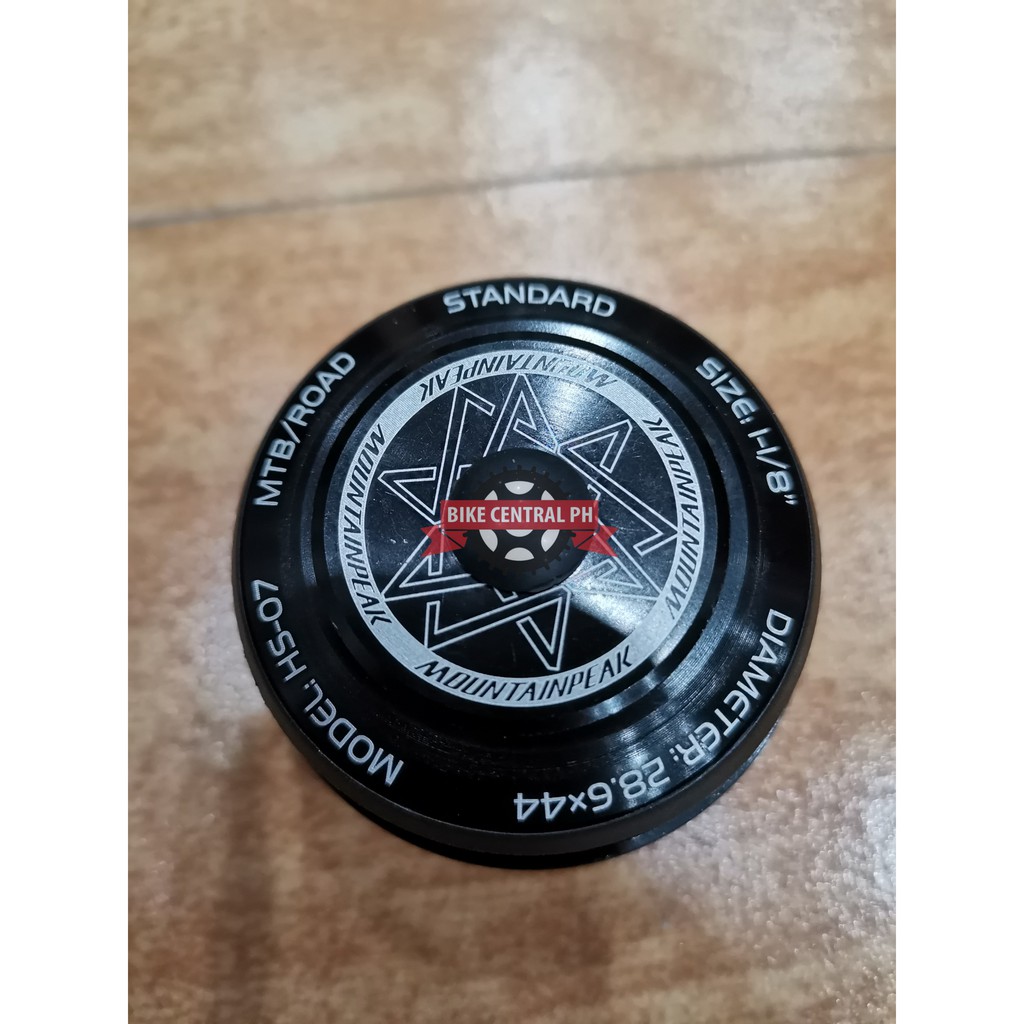 STANDARD
SIZE: 1-1/8"
DIAMETER: 28.6×44
MODEL: HS-07
MTB/ROAD
MOUNTAINPEAK
MOUNTAINPEAK
MOUNTAINPEAK
MOUNTAINPEAK
MOUNTAINPEAK
BIKE CENTRAL PH